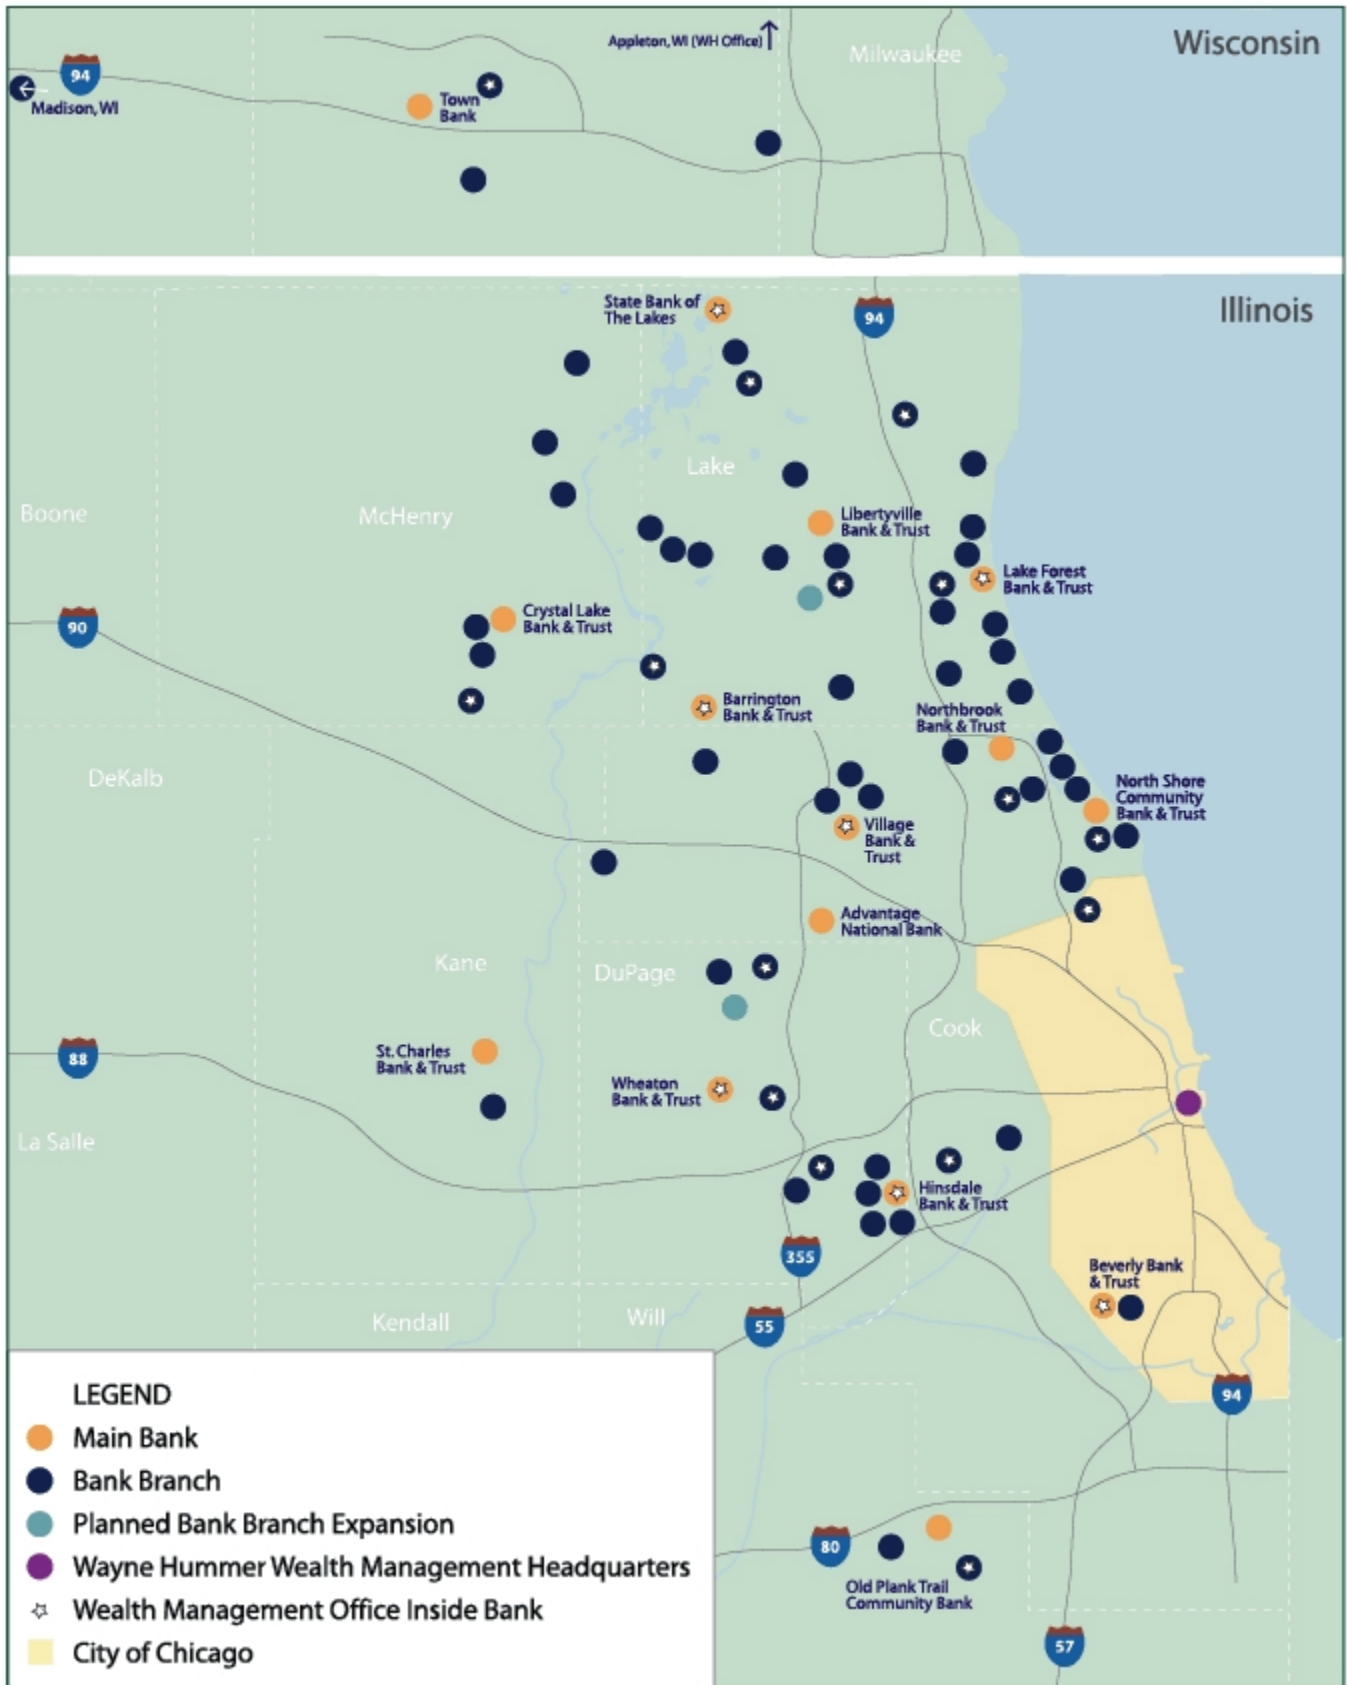 Appleton, WI (WH Office)
Milwaukee
Wisconsin
94
Madison, WI
Town
Bank
State Bank of
The Lakes
94
Illinois
Lake
Boone
McHenry
Libertyville
Bank & Trust
Lake Forest
Bank & Trust
Crystal Lake
Bank & Trust
90
Barrington
Bank & Trust
Northbrook
Bank & Trust
DeKalb
North Shore
Community
Bank & Trust
Village
Bank &
Trust
Advantage
National Bank
Kane
DuPage
Cook
St. Charles
Bank & Trust
88
Wheaton
Bank & Trust
La Salle
Hinsdale
Bank & Trust
355
Beverly Bank
& Trust
Kendall
Will
55
94
80
Old Plank Trail
Community Bank
57
LEGEND
Main Bank
Bank Branch
Planned Bank Branch Expansion
Wayne Hummer Wealth Management Headquarters
Wealth Management Office Inside Bank
City of Chicago